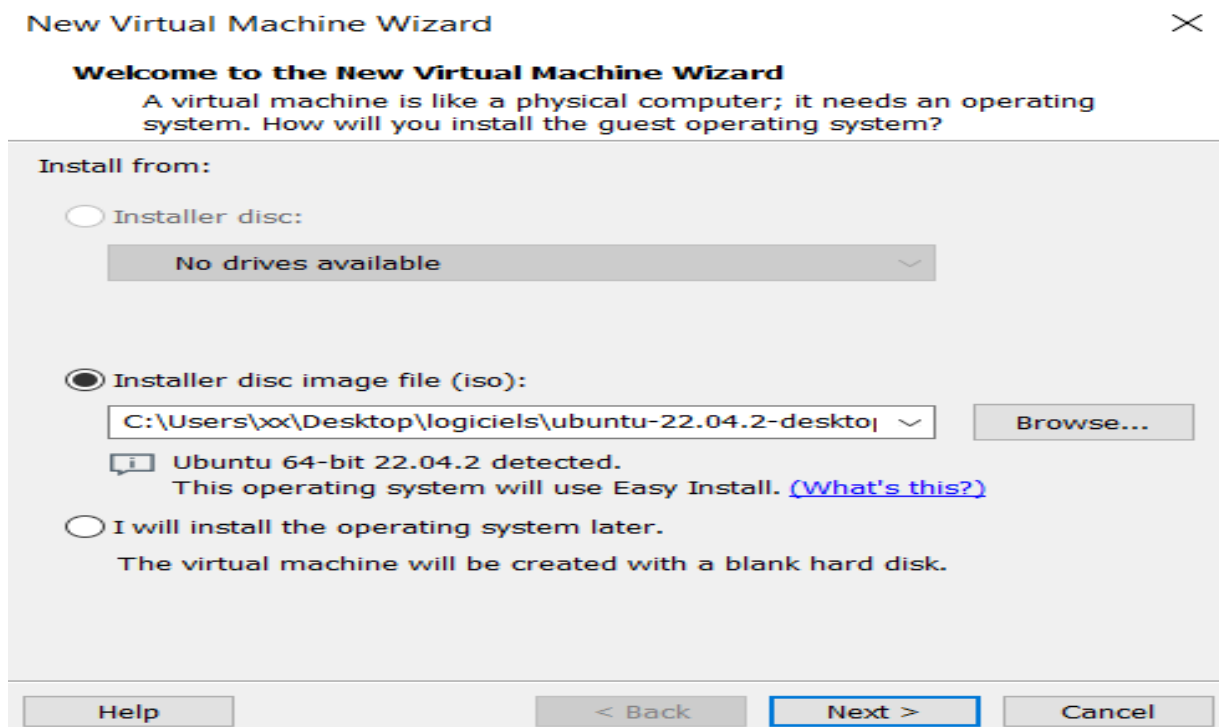 New Virtual Machine Wizard
Welcome to the New Virtual Machine Wizard
A virtual machine is like a physical computer; it needs an operating
system. How will you install the guest operating system?
Install from:
Installer disc:
No drives available
Installer disc image file (iso):
C:\Users\xx\Desktop\logiciels\ubuntu-22.04.2-desktop
Browse...
Ubuntu 64-bit 22.04.2 detected.
This operating system will use Easy Install. (What's this?)
I will install the operating system later.
The virtual machine will be created with a blank hard disk.
Help
< Back
Next >
Cancel